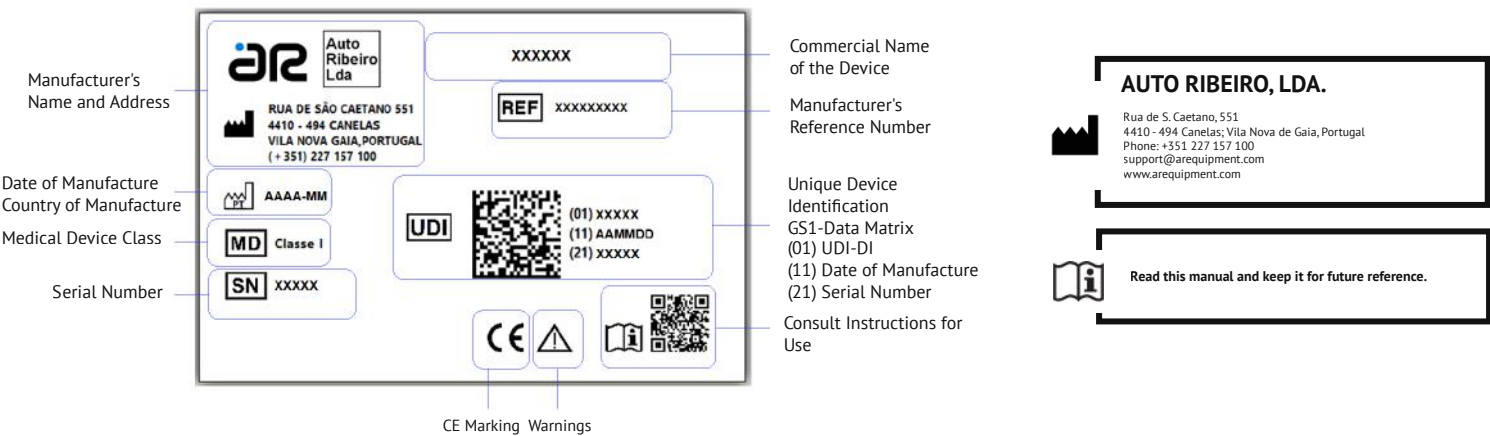 Manufacturer's
Name and Address
Date of Manufacture
Country of Manufacture
Medical Device Class
Serial Number
ar
Auto
Ribeiro
Lda
RUA DE SÃO CAETANO 551
4410 - 494 CANELAS
VILA NOVA GAIA,PORTUGAL
(+351) 227 157 100
PT
AAAA-MM
MD Classe I
SN XXXXX
XXXXXX
REF XXXXXXXXX
UDI
(01) XXXXX
(11) AAMMDD
(21) XXXXX
CE
CE Marking Warnings
Commercial Name
of the Device
Manufacturer's
Reference Number
Unique Device
Identification
GS1-Data Matrix
(01) UDI-DI
(11) Date of Manufacture
(21) Serial Number
Consult Instructions for
Use
AUTO RIBEIRO, LDA.
Rua de S. Caetano, 551
4410 - 494 Canelas; Vila Nova de Gaia, Portugal
Phone: +351 227 157 100
support@arequipment.com
www.arequipment.com
Read this manual and keep it for future reference.